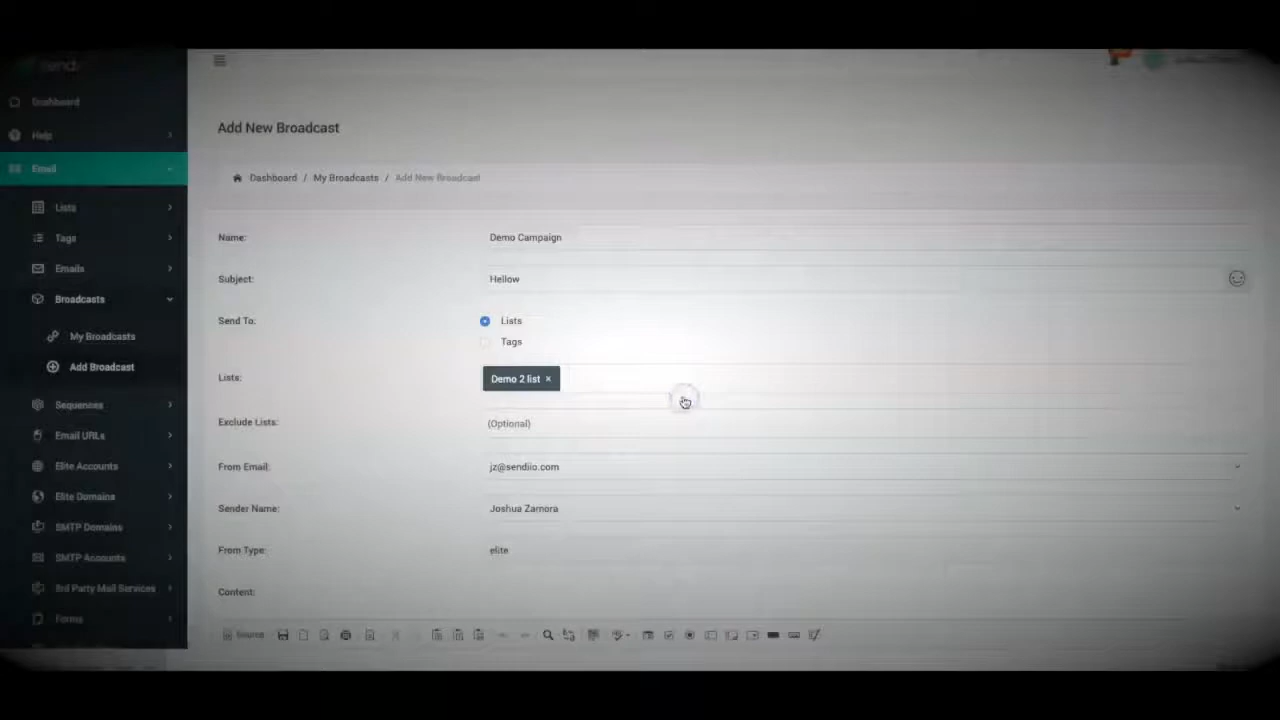 send
Dashboard
Help
Email
Lists
Tags
Emails
Broadcasts
My Broadcasts
Add Broadcast
Sequences
Email URLs
Elite Accounts
Elite Domains
SMTP Domains
SMTP Accounts
3rd Party Mail Services
Forms
Add New Broadcast
Dashboard / My Broadcasts / Add New Broadcast
Name: Demo Campaign
Subject: Hellow
Send To: Lists
Tags
Lists: Demo 2 list ×
Exclude Lists: (Optional)
From Email: jz@sendiio.com
Sender Name: Joshua Zamora
From Type: elite
Content:
Source